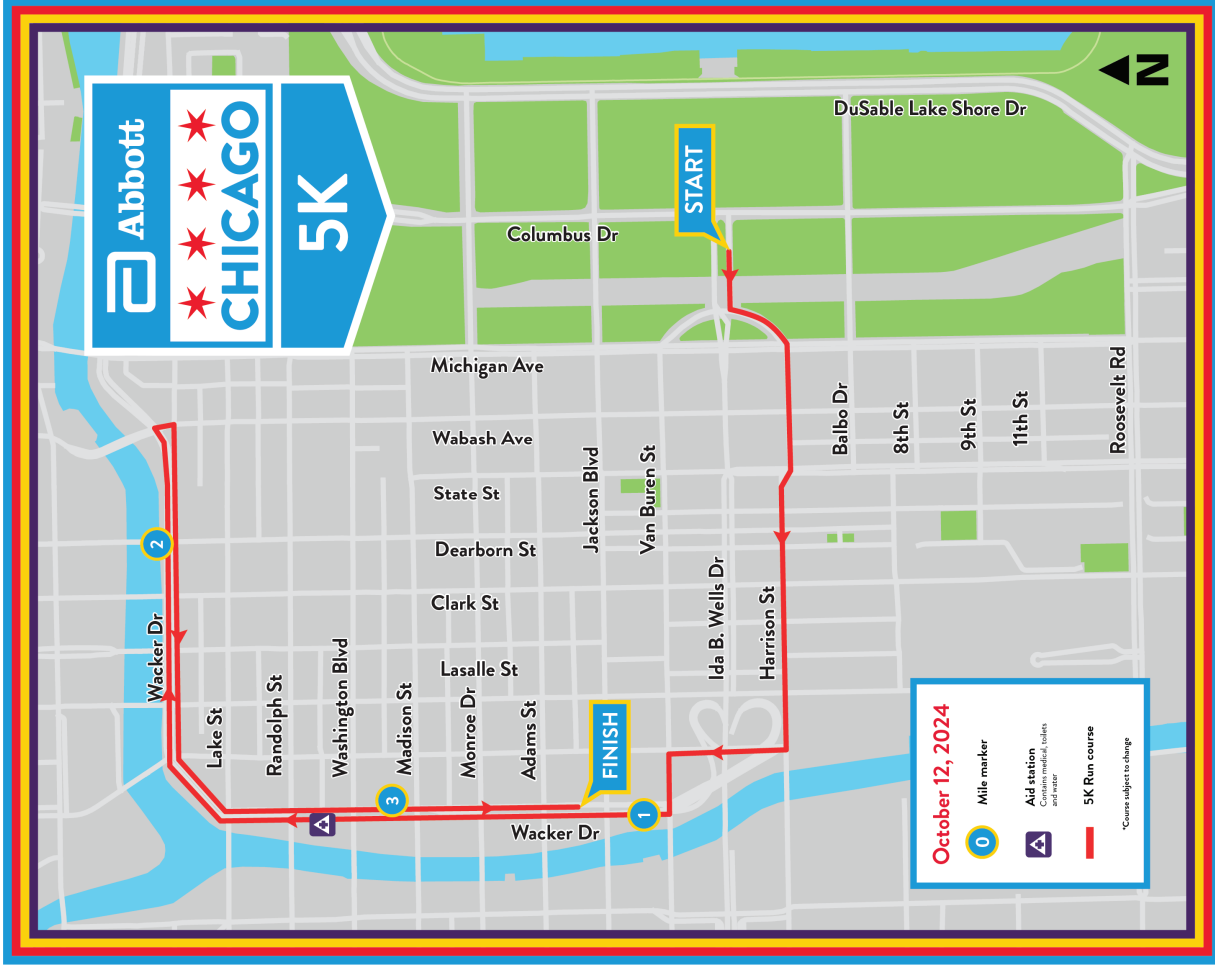 Abbott
CHICAGO
5K
N
DuSable Lake Shore Dr
START
Columbus Dr
Michigan Ave
Wabash Ave
State St
Dearborn St
Clark St
Lasalle St
Wacker Dr
Lake St
Randolph St
Washington Blvd
Madison St
Monroe Dr
Adams St
Jackson Blvd
Van Buren St
Ida B. Wells Dr
Harrison St
Balbo Dr
8th St
9th St
11th St
Roosevelt Rd
2
3
1
FINISH
Wacker Dr
October 12, 2024
0
Mile marker
Aid station
Contains medical, toilets
and water
5K Run course
*Course subject to change